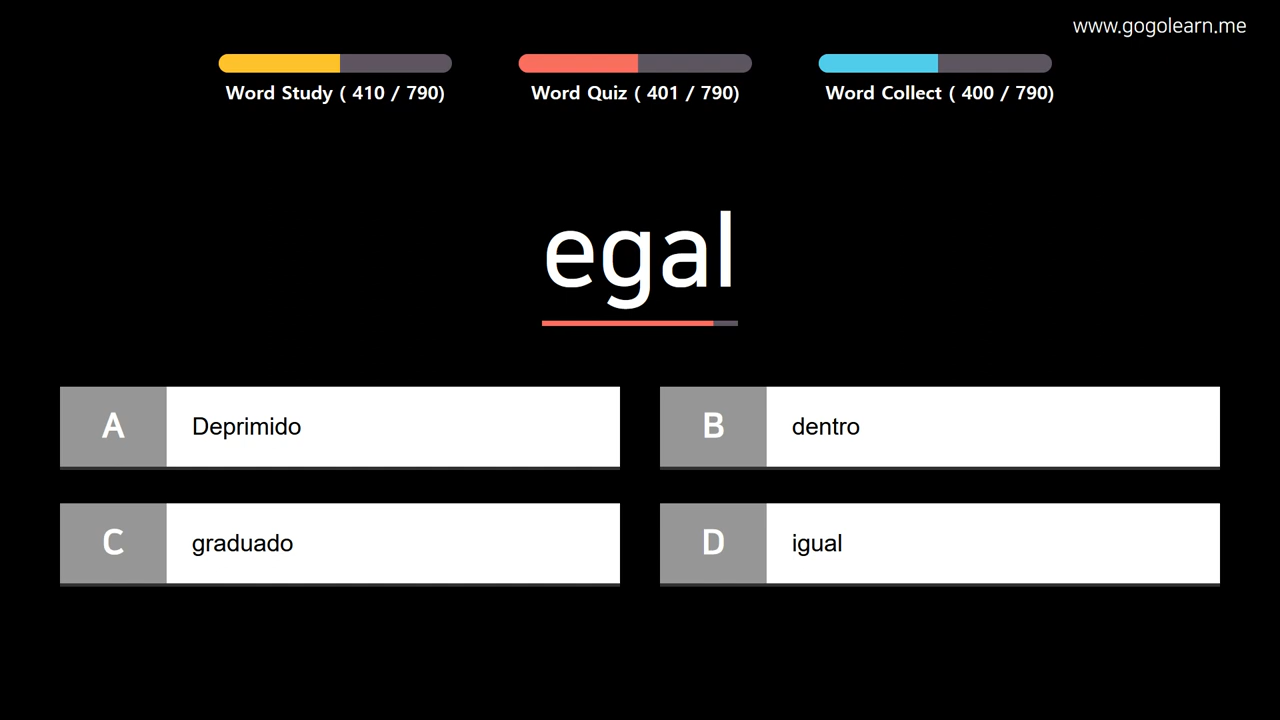 www.gogolearn.me
Word Study ( 410 / 790)
Word Quiz ( 401 / 790)
Word Collect ( 400 / 790)
egal
A Deprimido
B dentro
C graduado
D igual